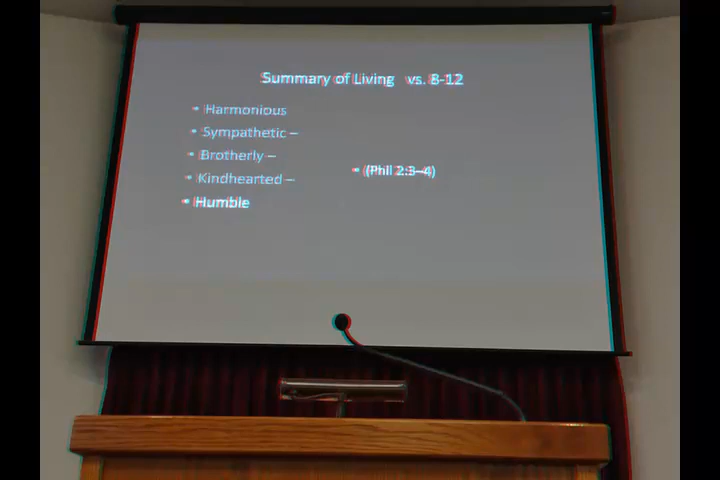 Summary of Living vs. 8-12
• Harmonious
• Sympathetic –
• Brotherly –
• Kindhearted –
• (Phil 2:3–4)
• Humble